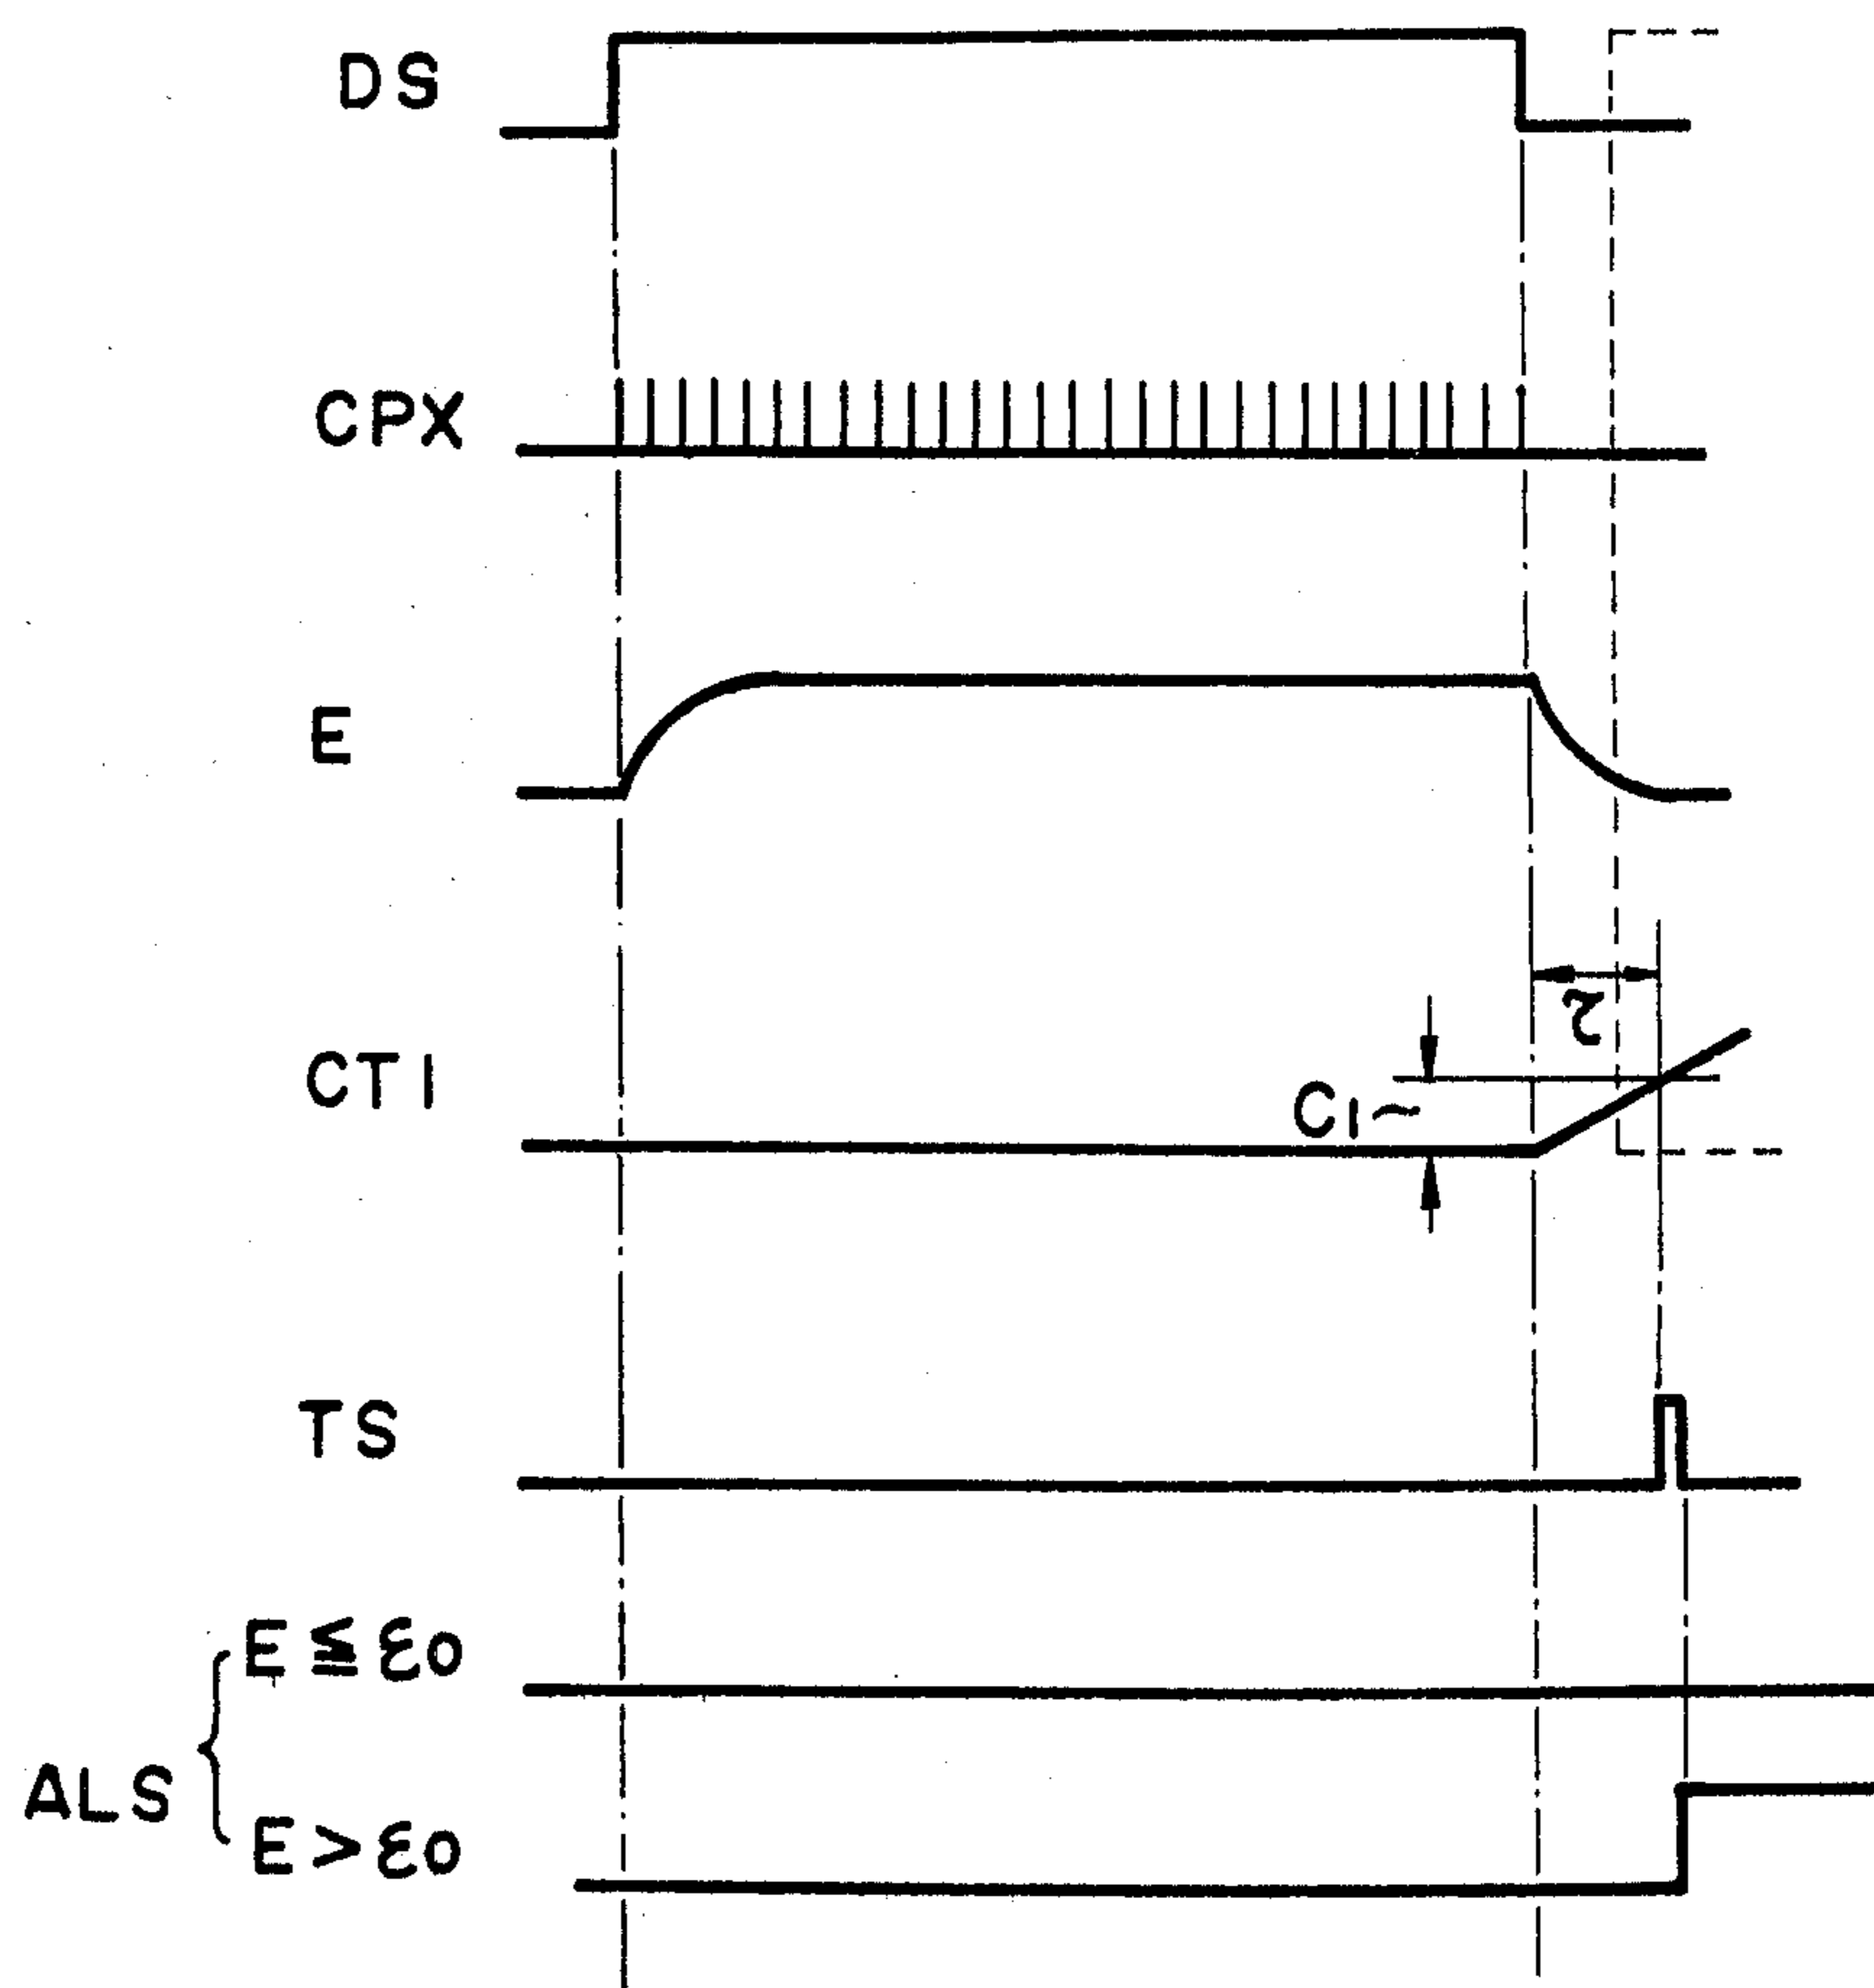 DS
CPX
E
τ
CT1
C1~
TS
E ≦ ε0
ALS
E > ε0